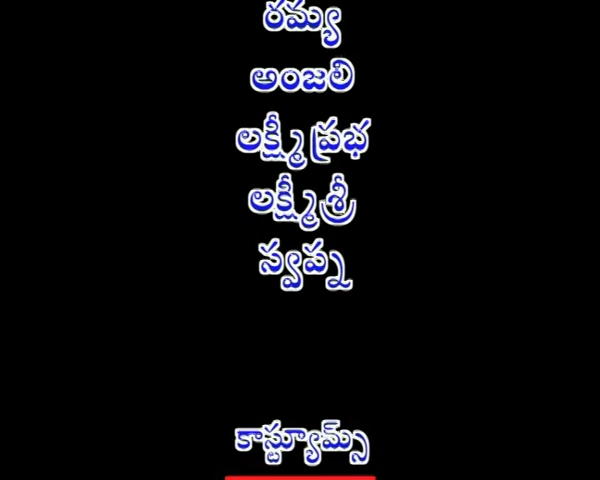 రమ్య
అంజలి
లక్ష్మీ ప్రభ
లక్ష్మీ శ్రీ
స్వప్న
కాస్ట్యూమ్స్